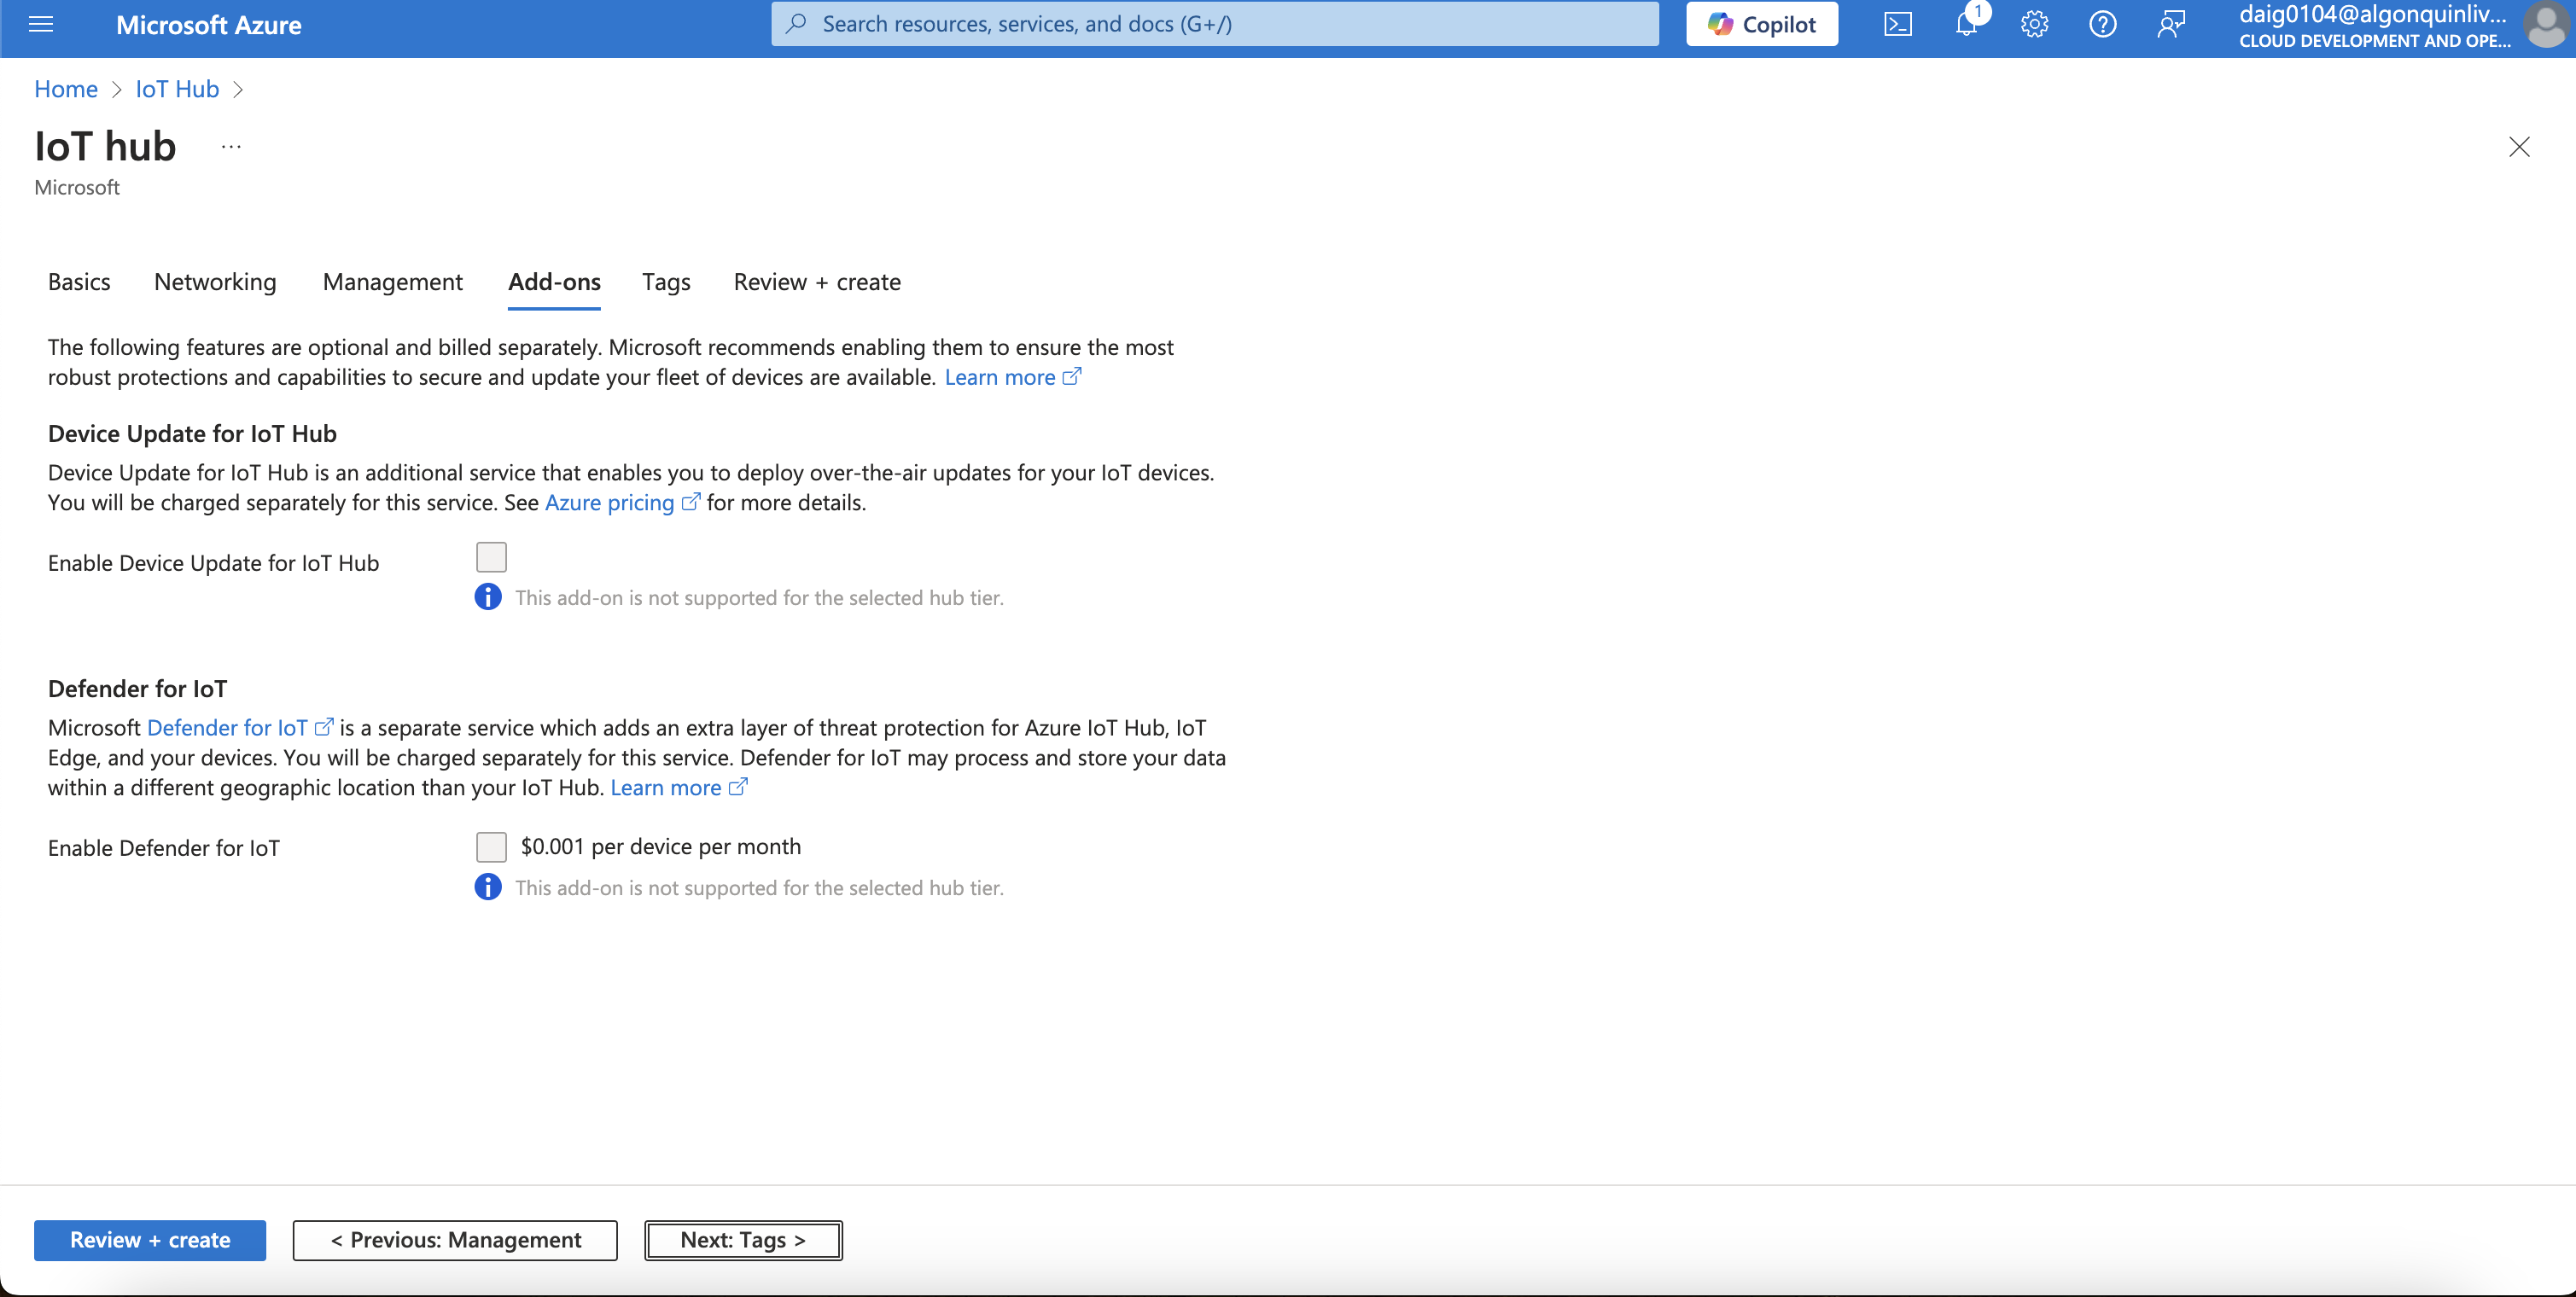 Microsoft Azure
Search resources, services, and docs (G+/)
Copilot
1
daig0104@algonquinliv...
CLOUD DEVELOPMENT AND OPE...
Home > IoT Hub >
IoT hub ...
Microsoft
Basics Networking Management Add-ons Tags Review + create
The following features are optional and billed separately. Microsoft recommends enabling them to ensure the most
robust protections and capabilities to secure and update your fleet of devices are available. Learn more
Device Update for IoT Hub
Device Update for IoT Hub is an additional service that enables you to deploy over-the-air updates for your IoT devices.
You will be charged separately for this service. See Azure pricing for more details.
Enable Device Update for IoT Hub
This add-on is not supported for the selected hub tier.
Defender for IoT
Microsoft Defender for IoT is a separate service which adds an extra layer of threat protection for Azure IoT Hub, IoT
Edge, and your devices. You will be charged separately for this service. Defender for IoT may process and store your data
within a different geographic location than your IoT Hub. Learn more
Enable Defender for IoT
$0.001 per device per month
This add-on is not supported for the selected hub tier.
Review + create
< Previous: Management
Next: Tags >